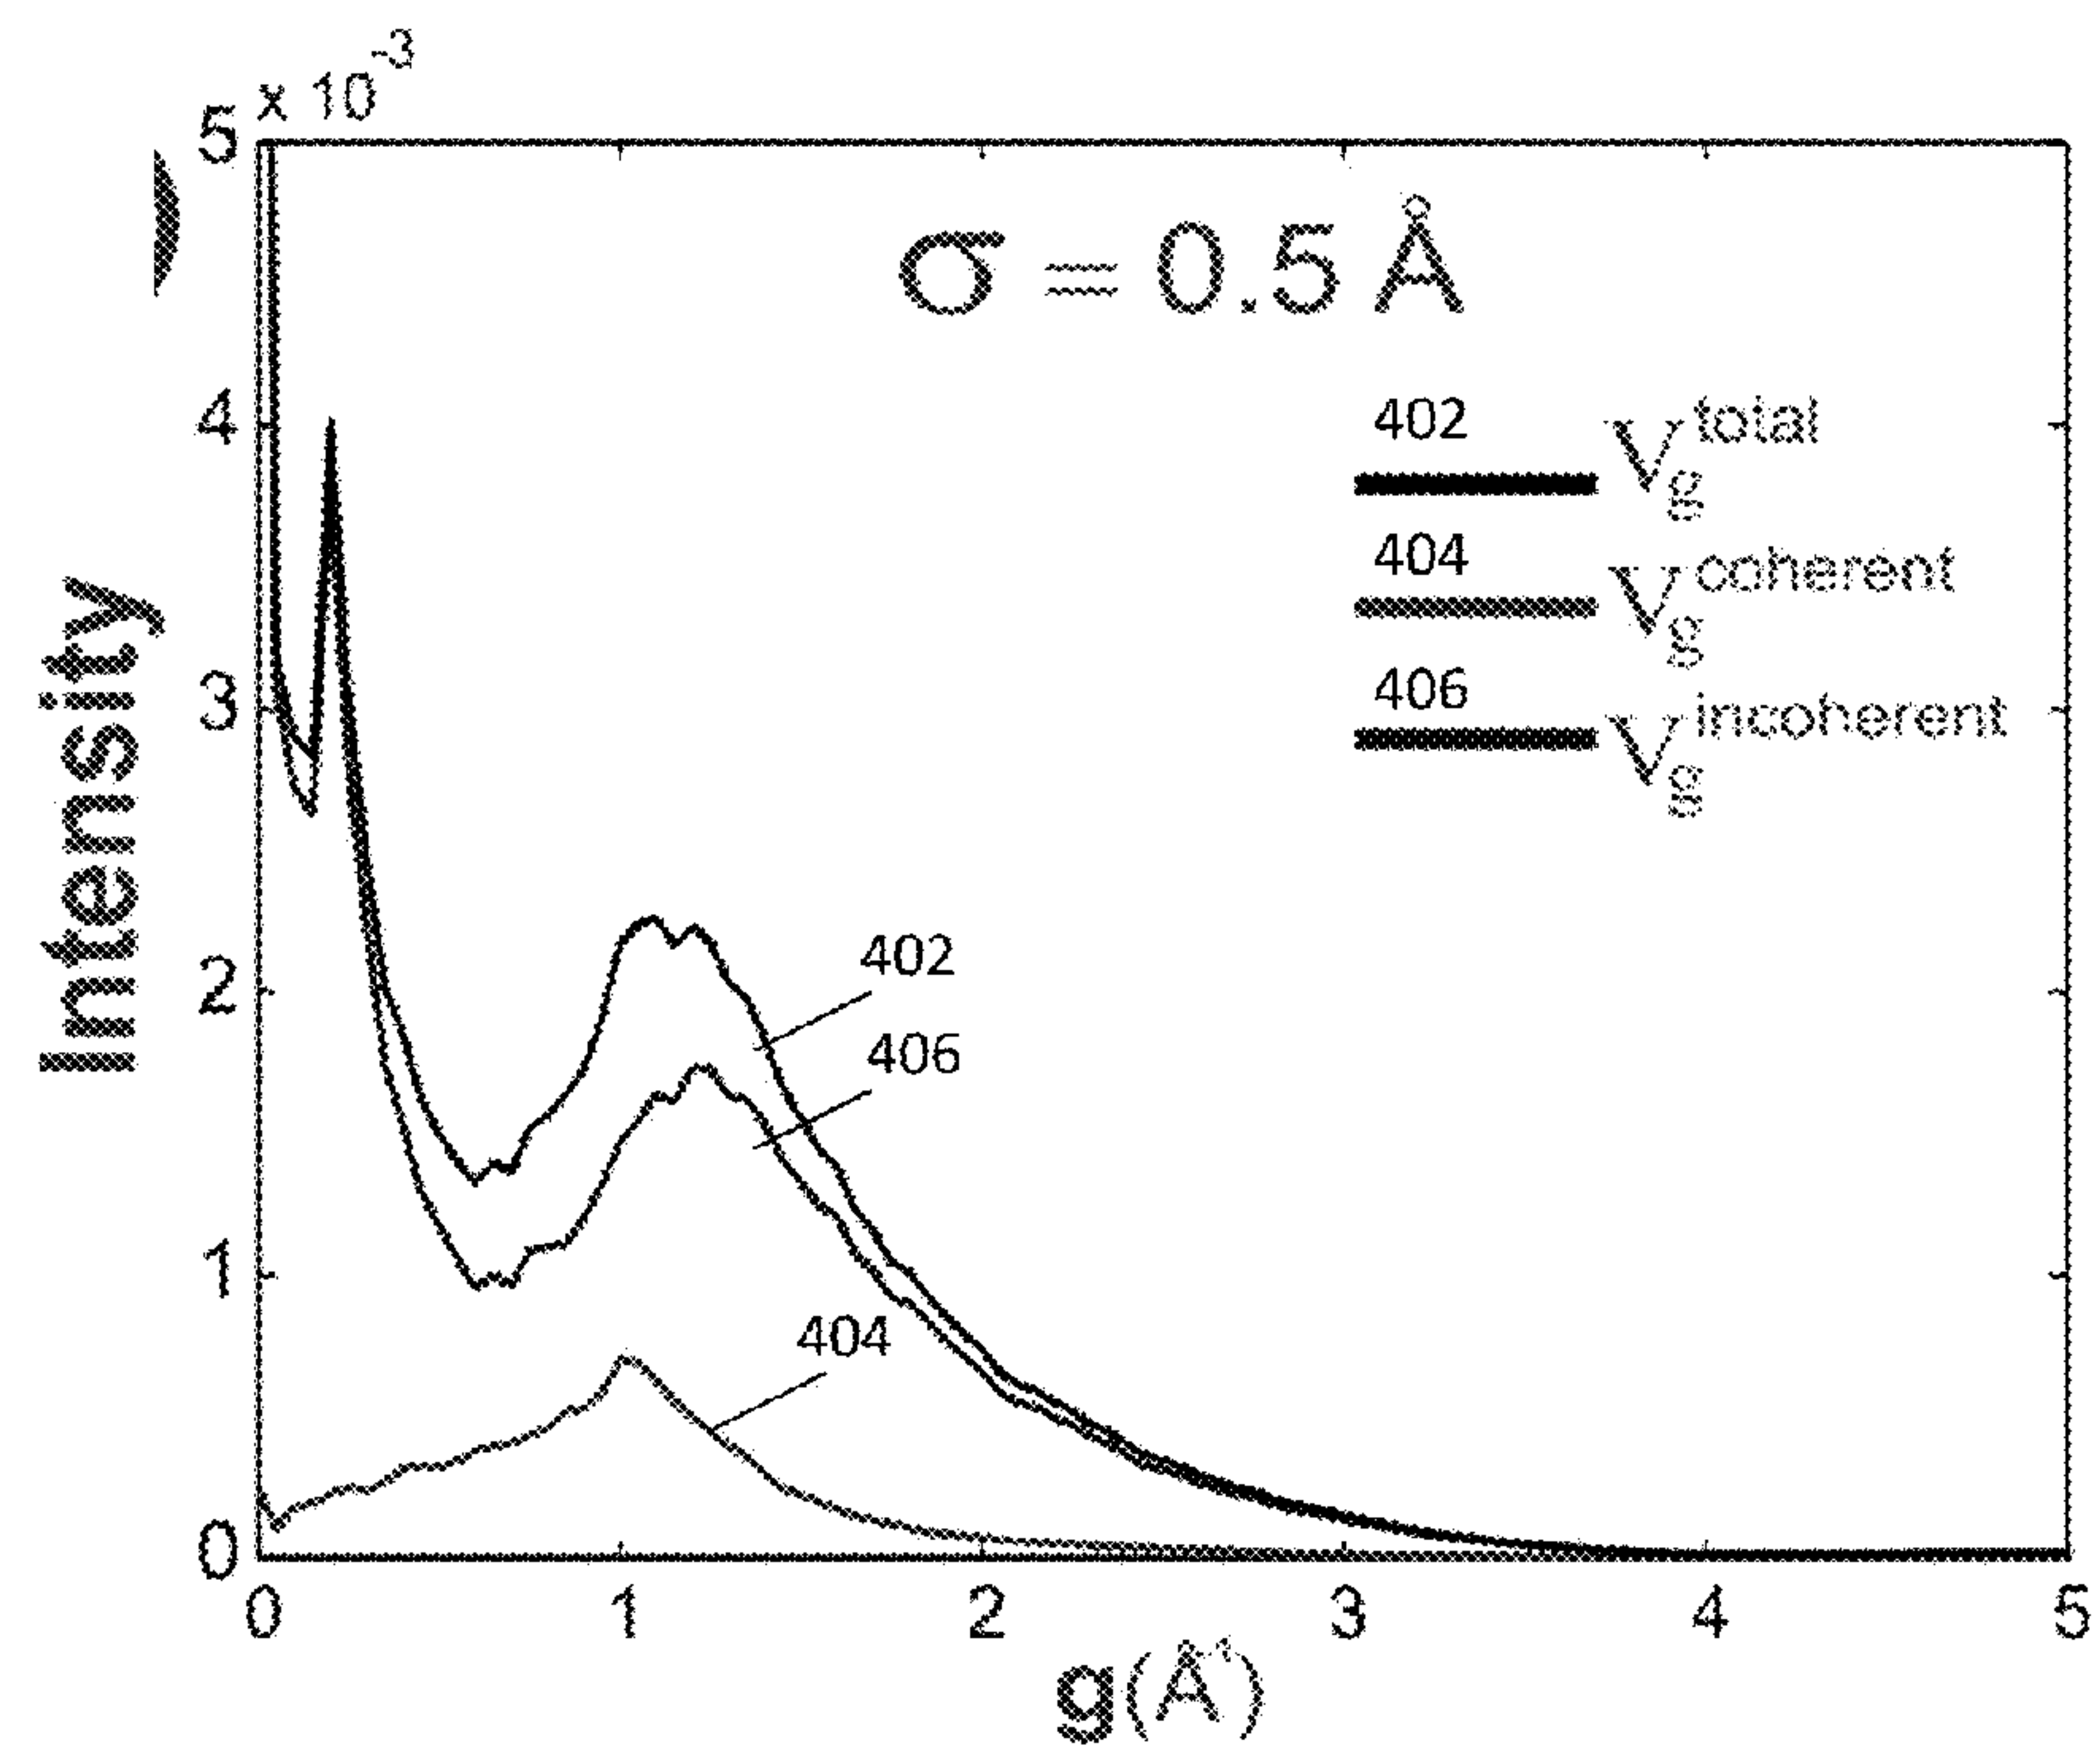 x 10^-3
5
4
3
2
1
0
Intensity
σ = 0.5 Å
402
V_g^total
404
V_g^coherent
406
V_g^incoherent
402
406
404
0 1 2 3 4 5
g(Å^-1)